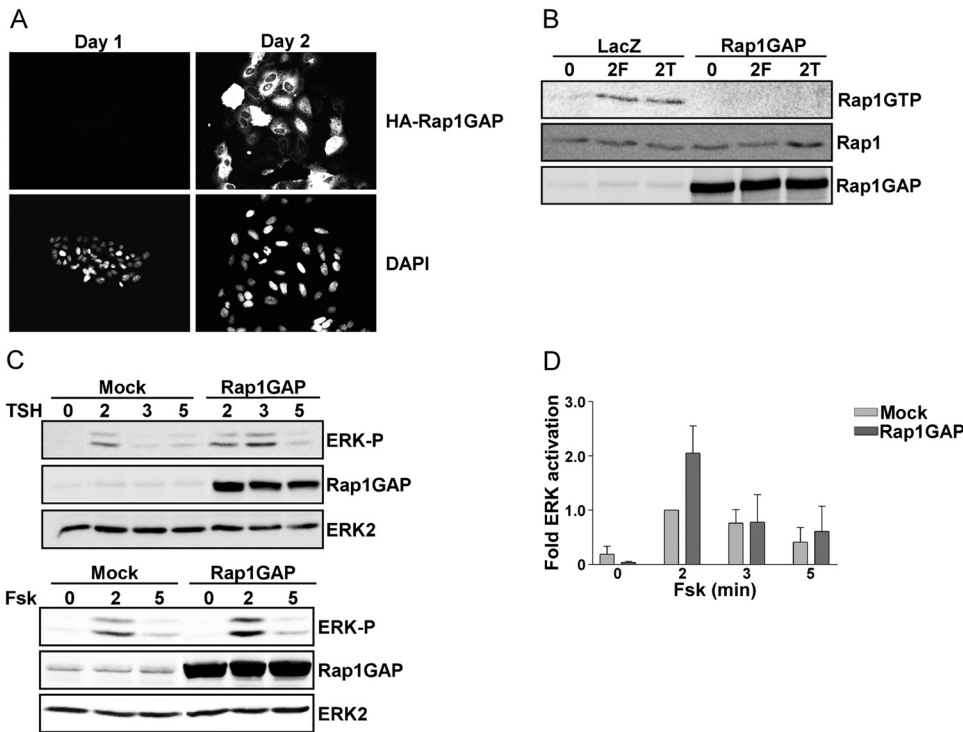 A
Day 1 Day 2
HA-Rap1GAP
DAPI
B
LacZ Rap1GAP
0 2F 2T 0 2F 2T
Rap1GTP
Rap1
Rap1GAP
C
Mock Rap1GAP
TSH 0 2 3 5 2 3 5
ERK-P
Rap1GAP
ERK2
Mock Rap1GAP
Fsk 0 2 5 0 2 5
ERK-P
Rap1GAP
ERK2
D
Mock
Rap1GAP
Fold ERK activation
3.0
2.0
1.0
0
0 2 3 5
Fsk (min)